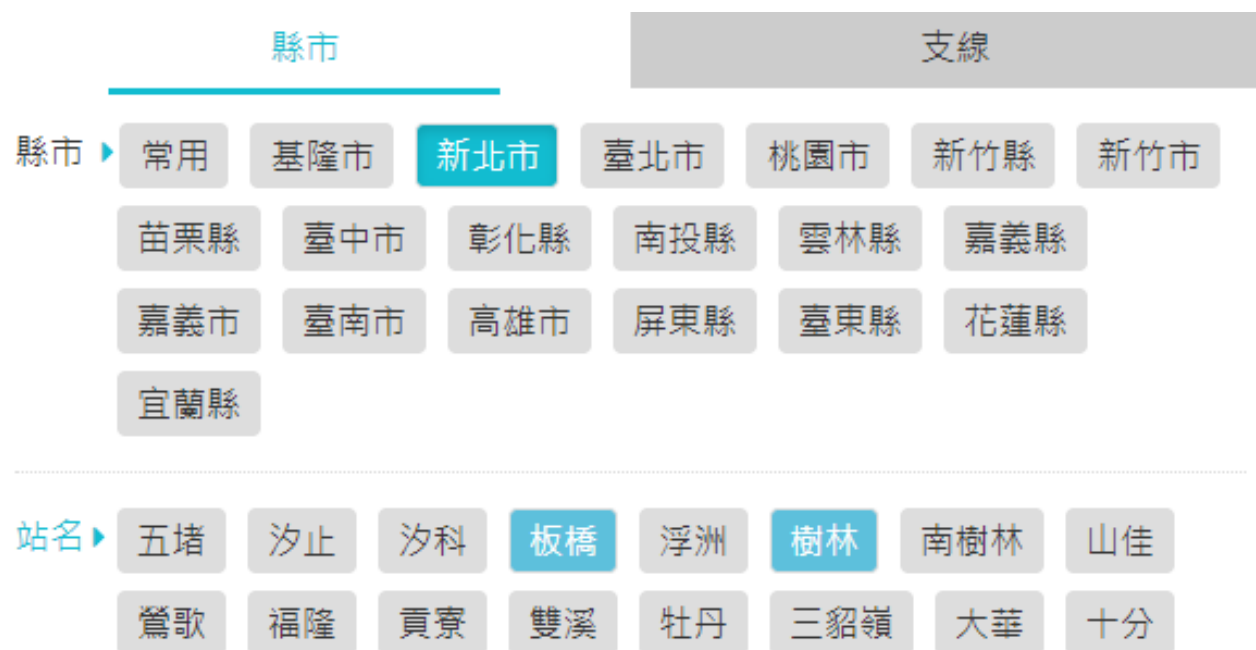 縣市 支線
縣市 常用 基隆市 新北市 臺北市 桃園市 新竹縣 新竹市
苗栗縣 臺中市 彰化縣 南投縣 雲林縣 嘉義縣
嘉義市 臺南市 高雄市 屏東縣 臺東縣 花蓮縣
宜蘭縣
站名 五堵 汐止 汐科 板橋 浮洲 樹林 南樹林 山佳
鶯歌 福隆 貢寮 雙溪 牡丹 三貂嶺 大華 十分